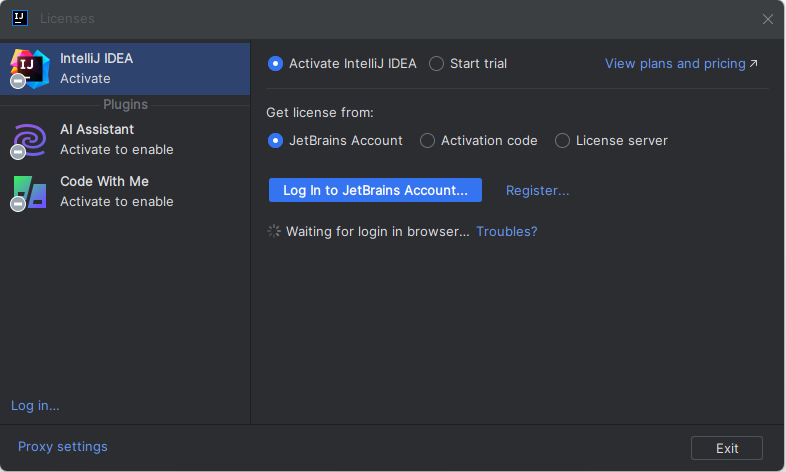 IJ Licenses
IJ
IntelliJ IDEA
Activate
Plugins
AI Assistant
Activate to enable
Code With Me
Activate to enable
Log in...
Activate IntelliJ IDEA Start trial View plans and pricing ↗
Get license from:
JetBrains Account Activation code License server
Log In to JetBrains Account... Register...
Waiting for login in browser... Troubles?
Proxy settings Exit